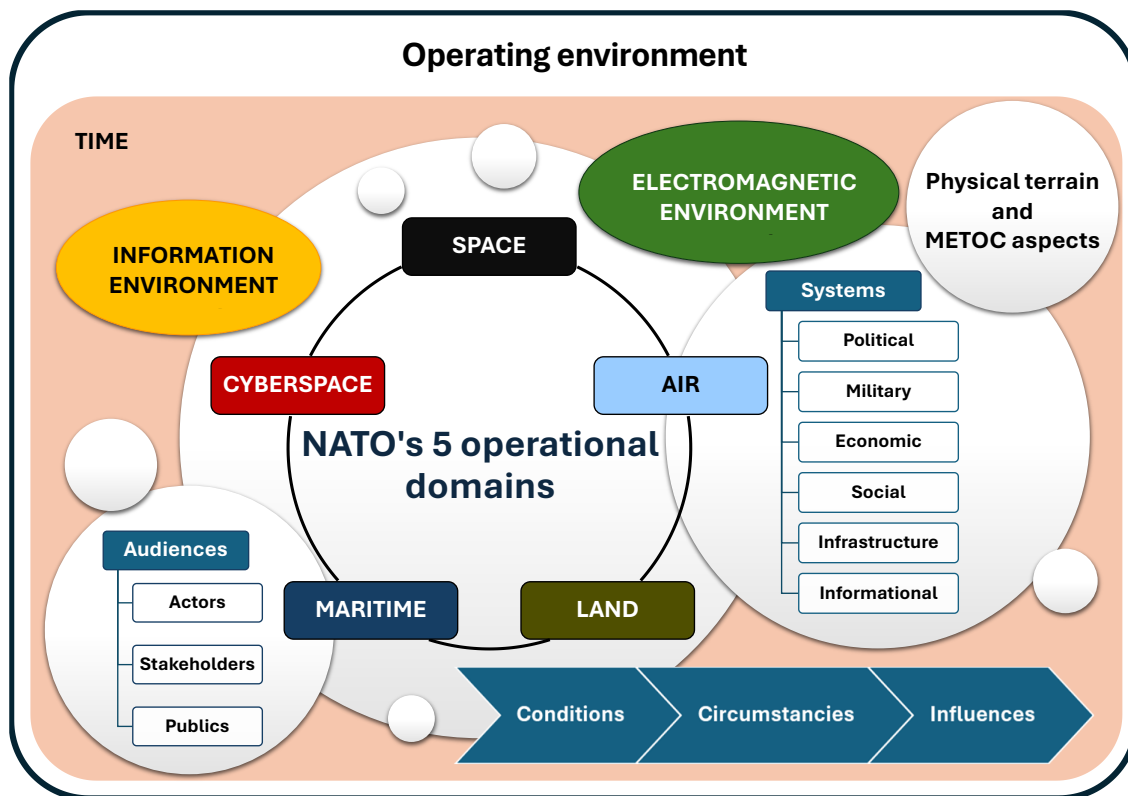 Operating environment
TIME
ELECTROMAGNETIC
ENVIRONMENT
Physical terrain
and
METOC aspects
INFORMATION
ENVIRONMENT
SPACE
Systems
Political
CYBERSPACE
AIR
Military
NATO's 5 operational
domains
Economic
Social
Infrastructure
Informational
Audiences
Actors
MARITIME
LAND
Stakeholders
Publics
Conditions
Circumstancies
Influences